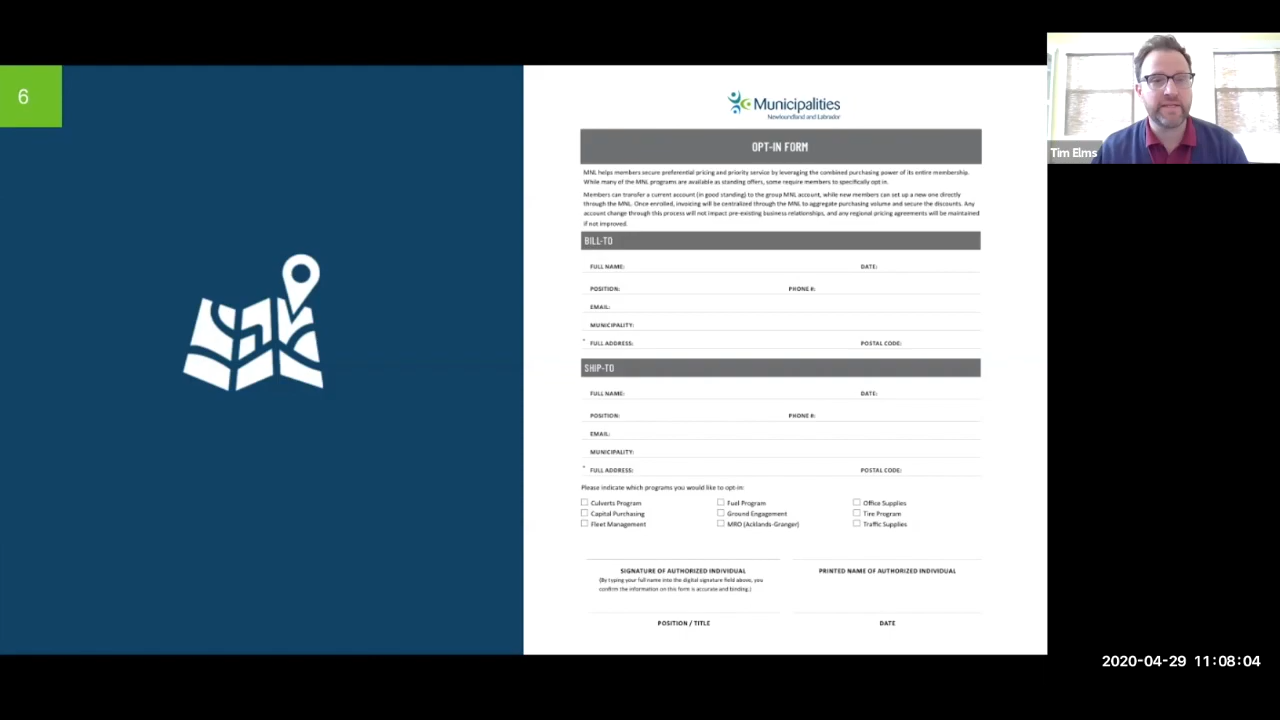 6
Municipalities
Newfoundland and Labrador
OPT-IN FORM
MNL helps members secure preferential pricing and priority service by leveraging the combined purchasing power of its entire membership.
While many of the MNL programs are available as standing offers, some require members to specifically opt in.
Members can transfer a current account (in good standing) to the group MNL account, while new members can set up a new one directly
through the MNL. Once enrolled, invoicing will be centralized through the MNL to aggregate purchasing volume and secure the discounts. Any
account change through this process will not impact pre-existing business relationships, and any regional pricing agreements will be maintained
if not improved.
BILL-TO
FULL NAME: DATE:
POSITION: PHONE #:
EMAIL:
MUNICIPALITY:
* FULL ADDRESS: POSTAL CODE:
SHIP-TO
FULL NAME: DATE:
POSITION: PHONE #:
EMAIL:
MUNICIPALITY:
* FULL ADDRESS: POSTAL CODE:
Please indicate which programs you would like to opt-in:
Culverts Program Fuel Program Office Supplies
Capital Purchasing Ground Engagement Tire Program
Fleet Management MRO (Acklands-Granger) Traffic Supplies
SIGNATURE OF AUTHORIZED INDIVIDUAL PRINTED NAME OF AUTHORIZED INDIVIDUAL
(By typing your full name into the digital signature field above, you
confirm the information on this form is accurate and binding.)
POSITION / TITLE DATE
Tim Elms
2020-04-29 11:08:04